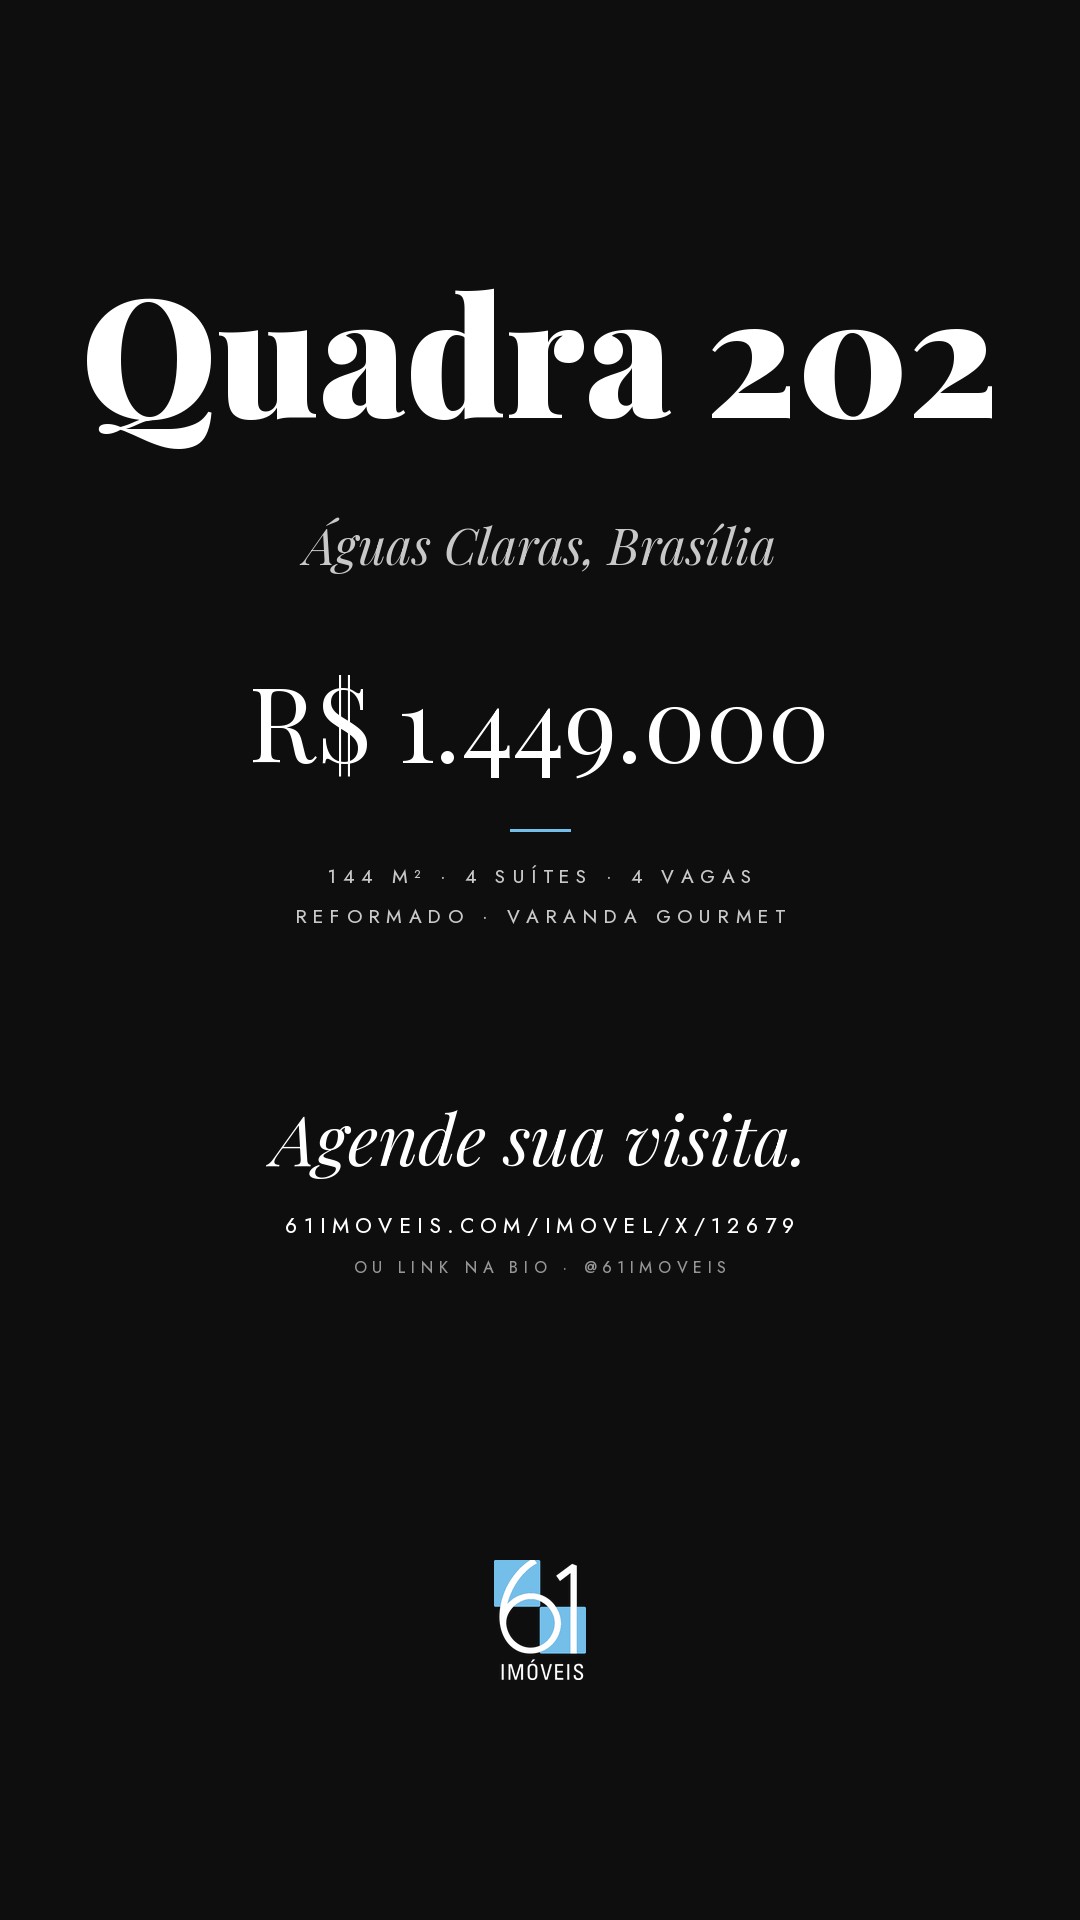 Quadra 202
Águas Claras, Brasília
R$ 1.449.000
144 M² · 4 SUÍTES · 4 VAGAS
REFORMADO · VARANDA GOURMET
Agende sua visita.
61IMOVEIS.COM/IMOVEL/X/12679
OU LINK NA BIO · @61IMOVEIS
61
IMÓVEIS